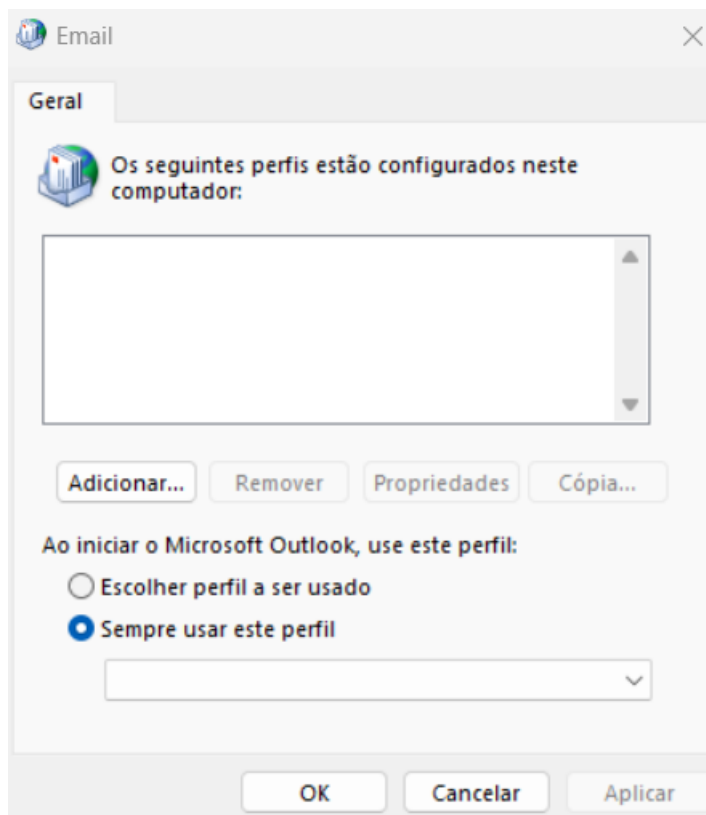 Email
Geral
Os seguintes perfis estão configurados neste
computador:
Adicionar... Remover Propriedades Cópia...
Ao iniciar o Microsoft Outlook, use este perfil:
Escolher perfil a ser usado
Sempre usar este perfil
OK Cancelar Aplicar